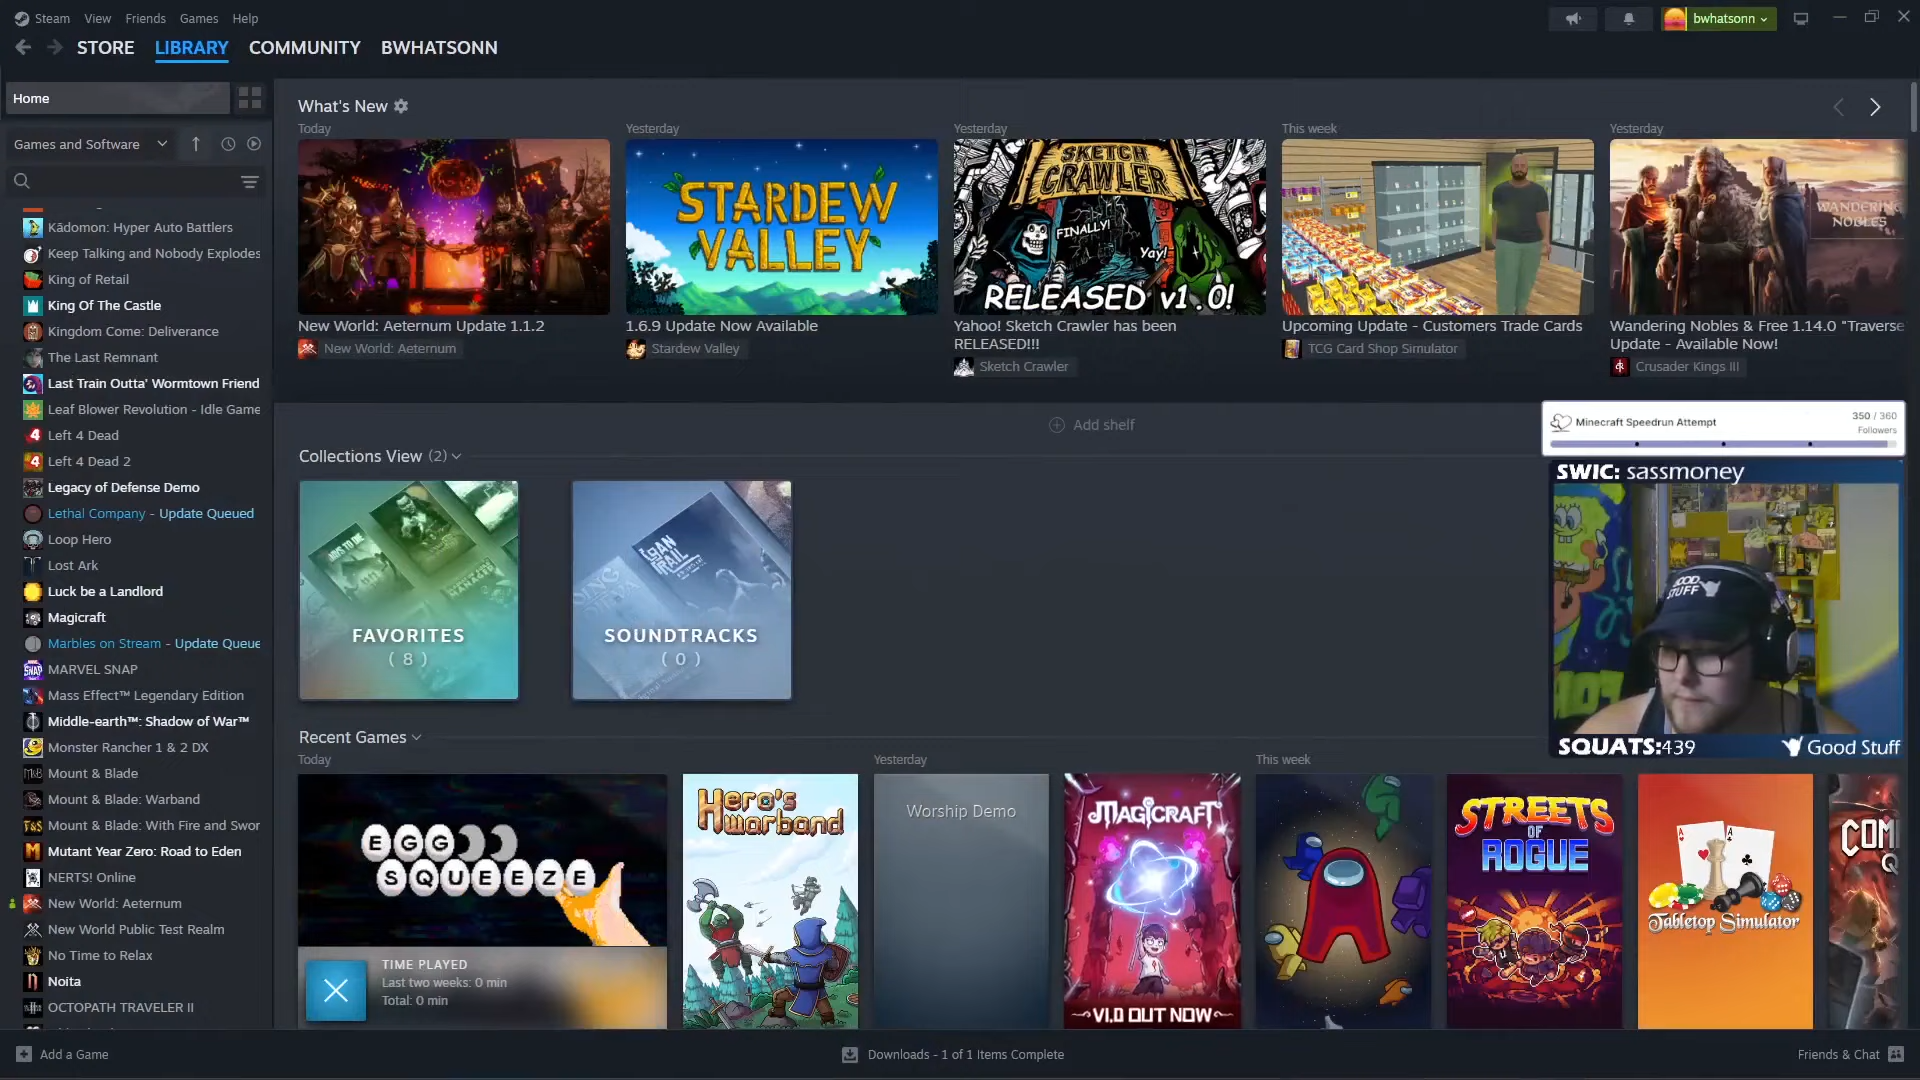 Steam View Friends Games Help
bwhatsonn
STORE LIBRARY COMMUNITY BWHATSONN
Home
Games and Software
Kādomon: Hyper Auto Battlers
Keep Talking and Nobody Explodes
King of Retail
King Of The Castle
Kingdom Come: Deliverance
The Last Remnant
Last Train Outta' Wormtown Friend
Leaf Blower Revolution - Idle Game
Left 4 Dead
Left 4 Dead 2
Legacy of Defense Demo
Lethal Company - Update Queued
Loop Hero
Lost Ark
Luck be a Landlord
Magicraft
Marbles on Stream - Update Queue
MARVEL SNAP
Mass Effect™ Legendary Edition
Middle-earth™: Shadow of War™
Monster Rancher 1 & 2 DX
Mount & Blade
Mount & Blade: Warband
Mount & Blade: With Fire and Swor
Mutant Year Zero: Road to Eden
NERTS! Online
New World: Aeternum
New World Public Test Realm
No Time to Relax
Noita
OCTOPATH TRAVELER II
What's New
Today
New World: Aeternum Update 1.1.2
New World: Aeternum
Yesterday
STARDEW
VALLEY
1.6.9 Update Now Available
Stardew Valley
Yesterday
SKETCH
CRAWLER
FINALLY!
Yay!
RELEASED v1.0!
Yahoo! Sketch Crawler has been
RELEASED!!!
Sketch Crawler
This week
Upcoming Update - Customers Trade Cards
TCG Card Shop Simulator
Yesterday
WANDERING
NOBLES
Wandering Nobles & Free 1.14.0 "Traverse
Update - Available Now!
Crusader Kings III
Add shelf
Minecraft Speedrun Attempt
350 / 360
Followers
SWIC: sassmoney
GOOD
STUFF
SQUATS:439
Good Stuff
Collections View (2)
FAVORITES
( 8 )
SOUNDTRACKS
( 0 )
Recent Games
Today
EGG
SQUEEZE
TIME PLAYED
Last two weeks: 0 min
Total: 0 min
Hero's
Warband
Yesterday
Worship Demo
MAGICRAFT
V1.0 OUT NOW
This week
STREETS
OF
ROGUE
Tabletop Simulator
COM
Add a Game
Downloads - 1 of 1 Items Complete
Friends & Chat